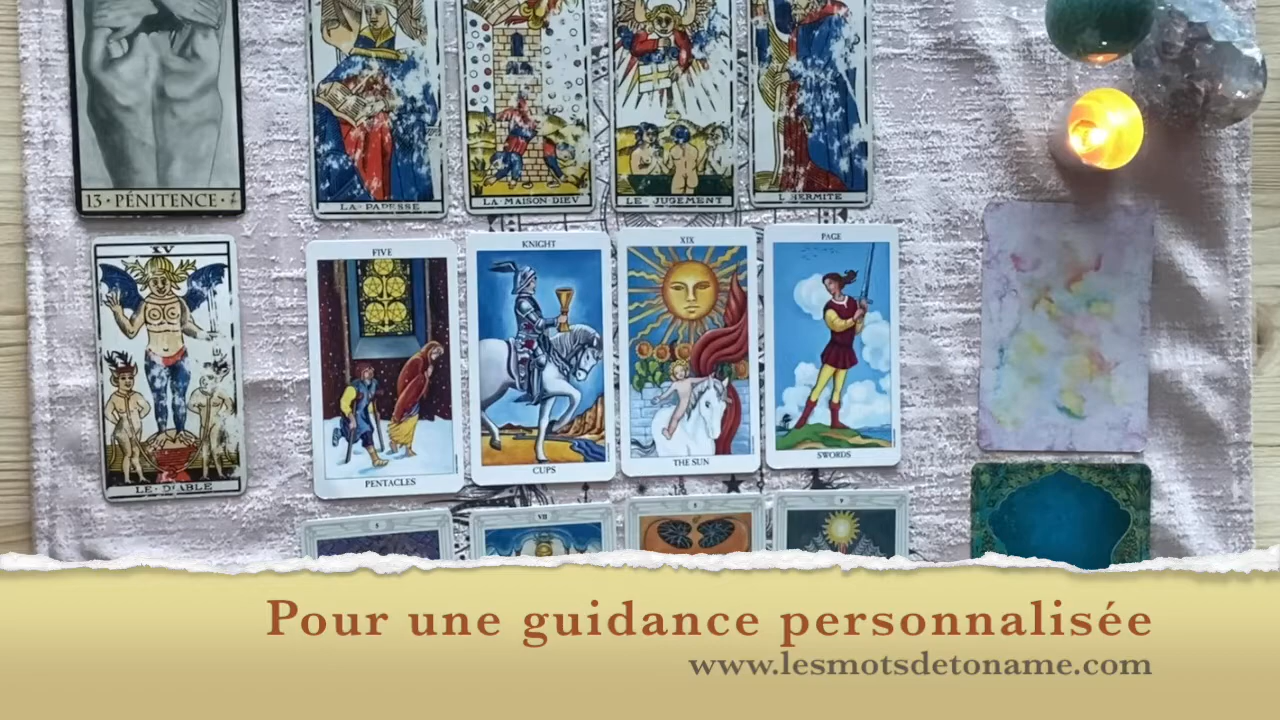 13 · PÉNITENCE ·
LA · PAPESSE
LA · MAISON · DIEV
LE · JUGEMENT
L'HERMITE
XV
LE · DIABLE
FIVE
PENTACLES
KNIGHT
CUPS
XIX
THE SUN
PAGE
SWORDS
VII
Pour une guidance personnalisée
www.lesmotsdetoname.com